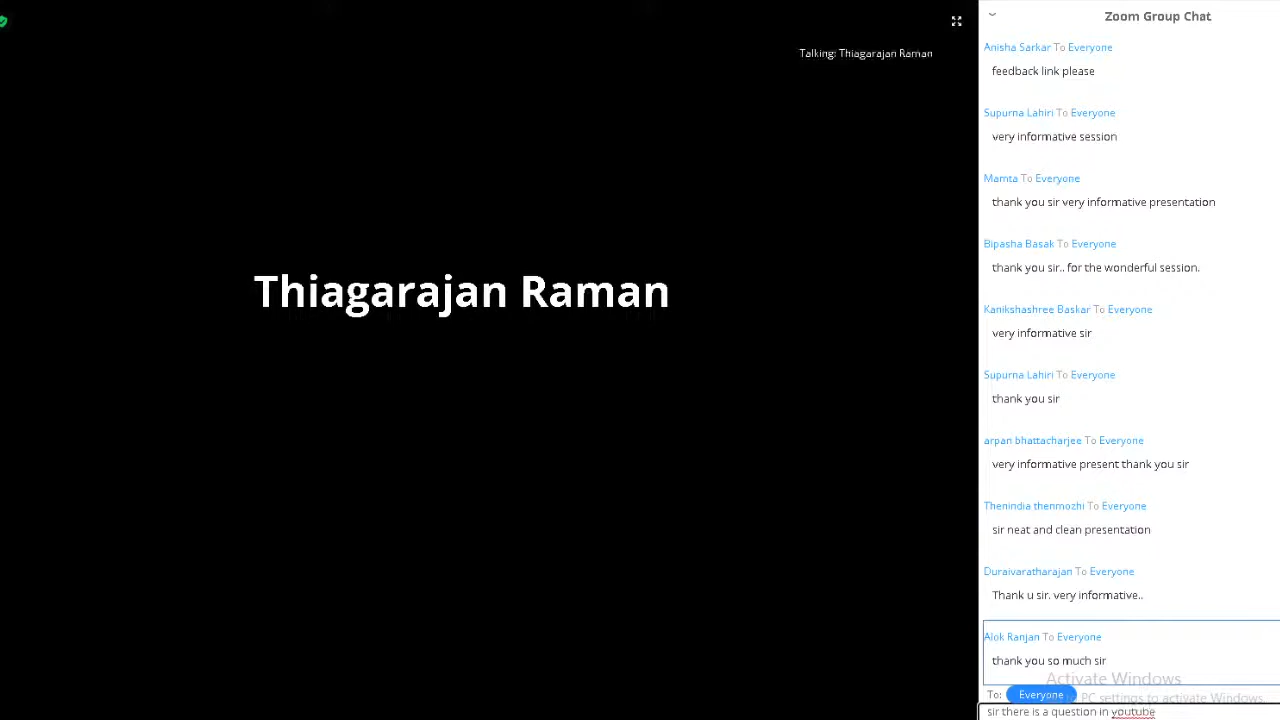 Zoom Group Chat
Talking: Thiagarajan Raman
Thiagarajan Raman
Anisha Sarkar To Everyone
feedback link please
Supurna Lahiri To Everyone
very informative session
Mamta To Everyone
thank you sir very informative presentation
Bipasha Basak To Everyone
thank you sir.. for the wonderful session.
Kanikshashree Baskar To Everyone
very informative sir
Supurna Lahiri To Everyone
thank you sir
arpan bhattacharjee To Everyone
very informative present thank you sir
Thenindia thenmozhi To Everyone
sir neat and clean presentation
Duraivaratharajan To Everyone
Thank u sir. very informative..
Alok Ranjan To Everyone
thank you so much sir
Activate Windows
To: Everyone
PC settings to activate Windows.
sir there is a question in youtube